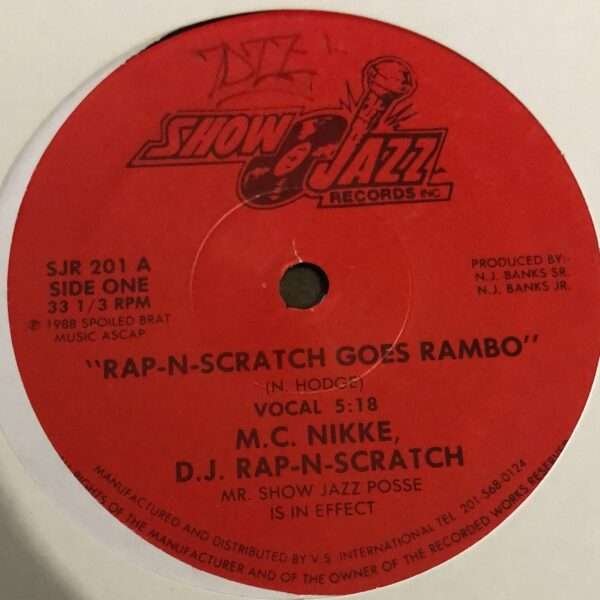 SHOW JAZZ
RECORDS INC.
SJR 201 A
SIDE ONE
33 1/3 RPM
℗ 1988 SPOILED BRAT
MUSIC ASCAP
PRODUCED BY:-
N.J. BANKS SR.
N.J. BANKS JR.
"RAP-N-SCRATCH GOES RAMBO"
(N. HODGE)
VOCAL 5:18
M.C. NIKKE,
D.J. RAP-N-SCRATCH
MR. SHOW JAZZ POSSE
IS IN EFFECT
MANUFACTURED AND DISTRIBUTED BY V.S. INTERNATIONAL TEL. 201-568-0124
RIGHTS OF THE MANUFACTURER AND OF THE OWNER OF THE RECORDED WORKS RESERVED